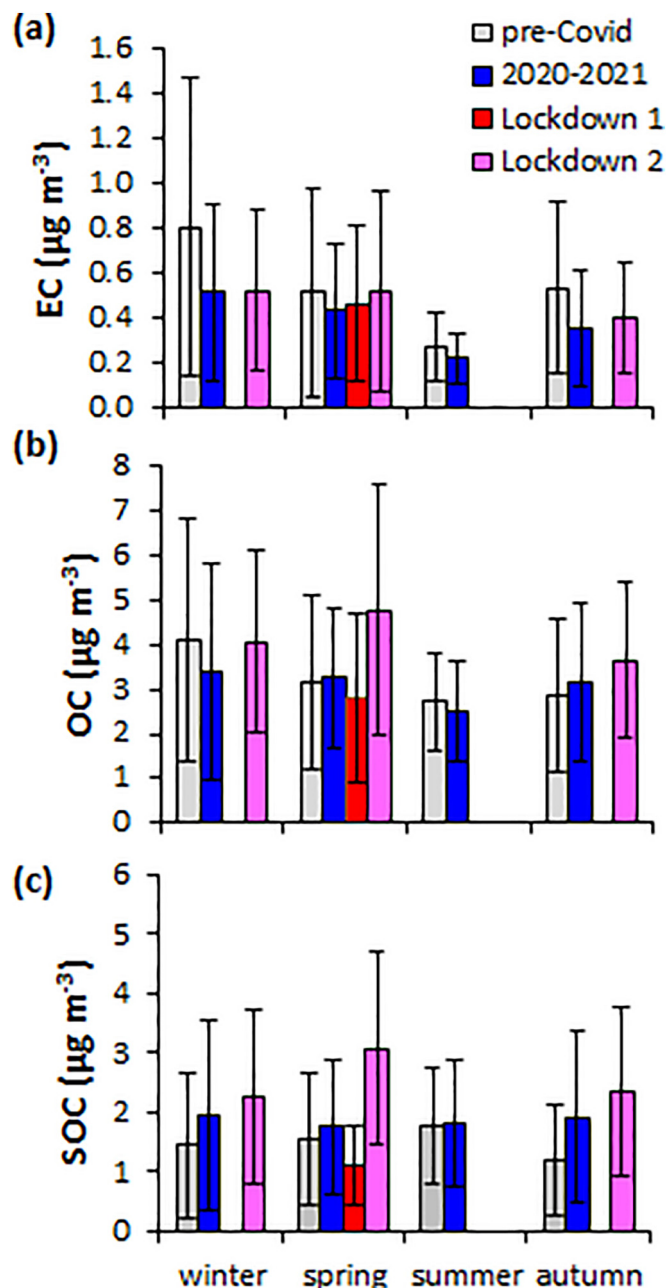 (a)
pre-Covid
2020-2021
Lockdown 1
Lockdown 2
EC (µg m-3)
1.6
1.4
1.2
1.0
0.8
0.6
0.4
0.2
0.0
(b)
OC (µg m-3)
8
7
6
5
4
3
2
1
0
(c)
SOC (µg m-3)
6
5
4
3
2
1
0
winter spring summer autumn